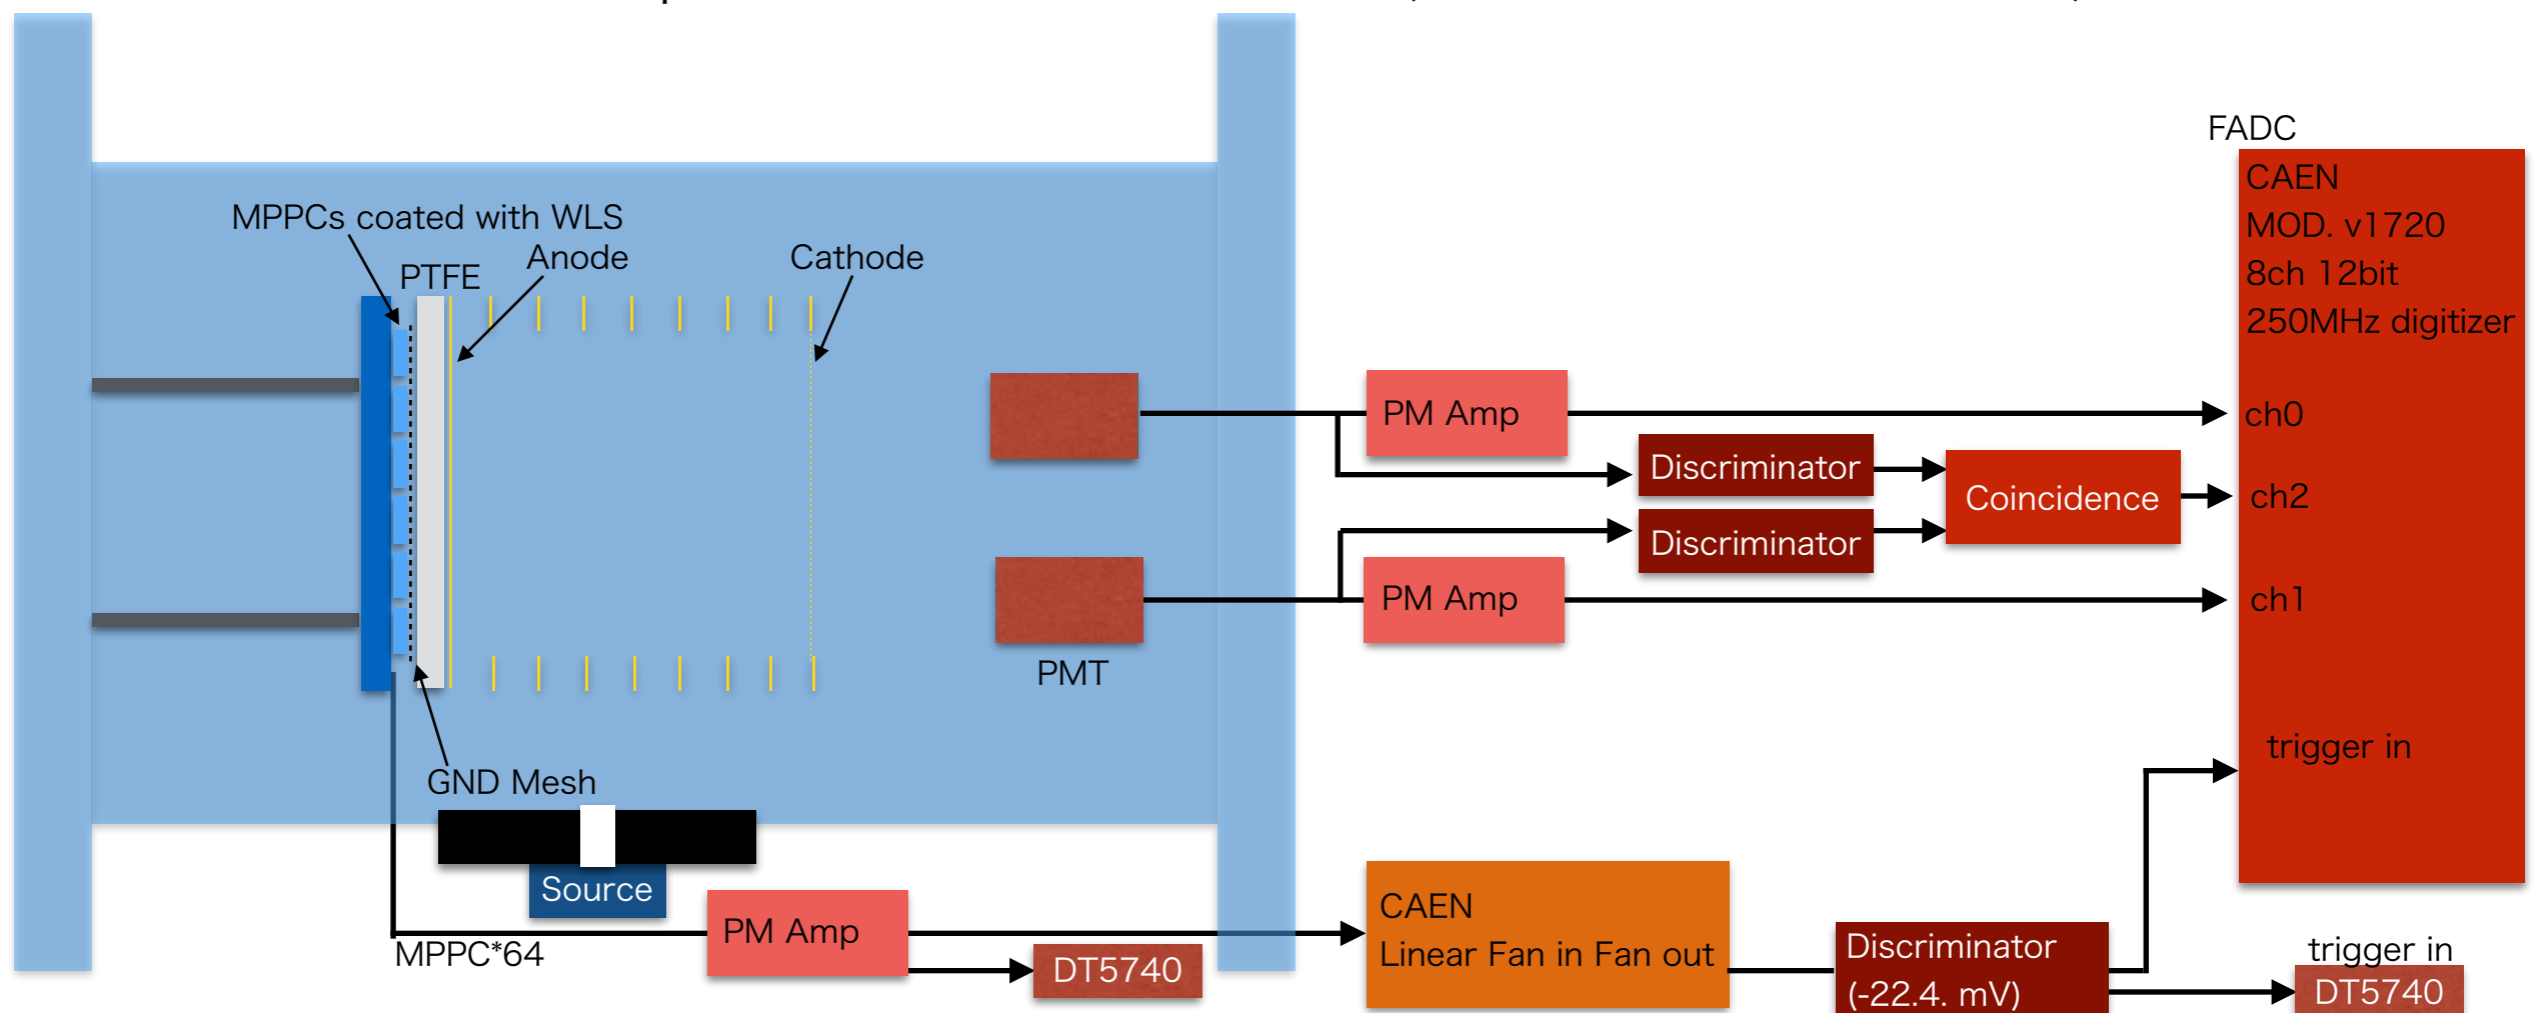 FADC
CAEN
MOD. v1720
8ch 12bit
250MHz digitizer
MPPCs coated with WLS
Anode
Cathode
PTFE
PM Amp
ch0
Discriminator
Coincidence
ch2
Discriminator
PM Amp
ch1
PMT
trigger in
GND Mesh
Source
PM Amp
MPPC*64
DT5740
CAEN
Linear Fan in Fan out
Discriminator
(-22.4. mV)
trigger in
DT5740